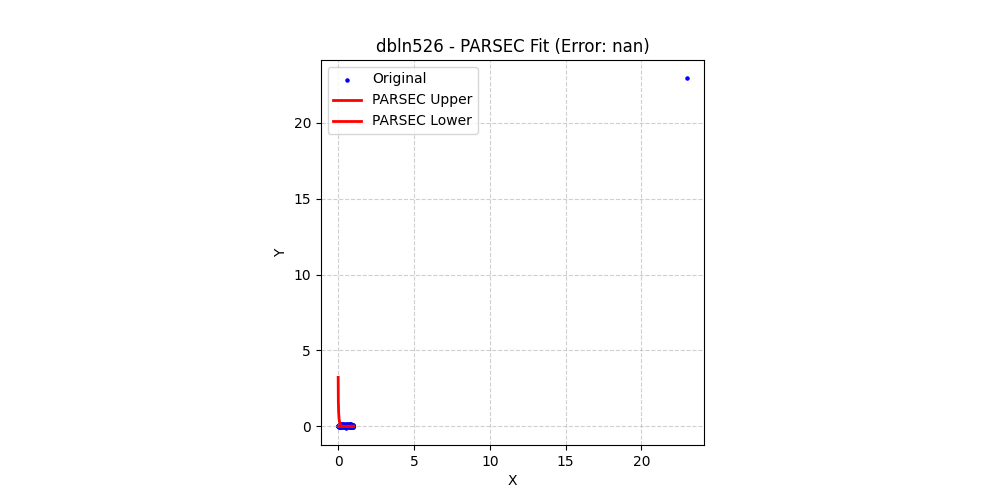 dbln526 - PARSEC Fit (Error: nan)
Original
PARSEC Upper
PARSEC Lower
20
15
10
5
0
Y
0 5 10 15 20
X